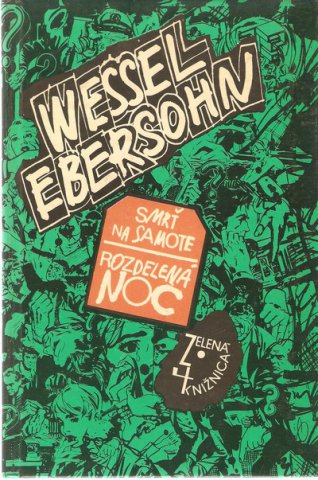 WESSEL
EBERSOHN
SMRŤ
NA SAMOTE
ROZDELENÁ
NOC
ZELENÁ
KNIŽNICA